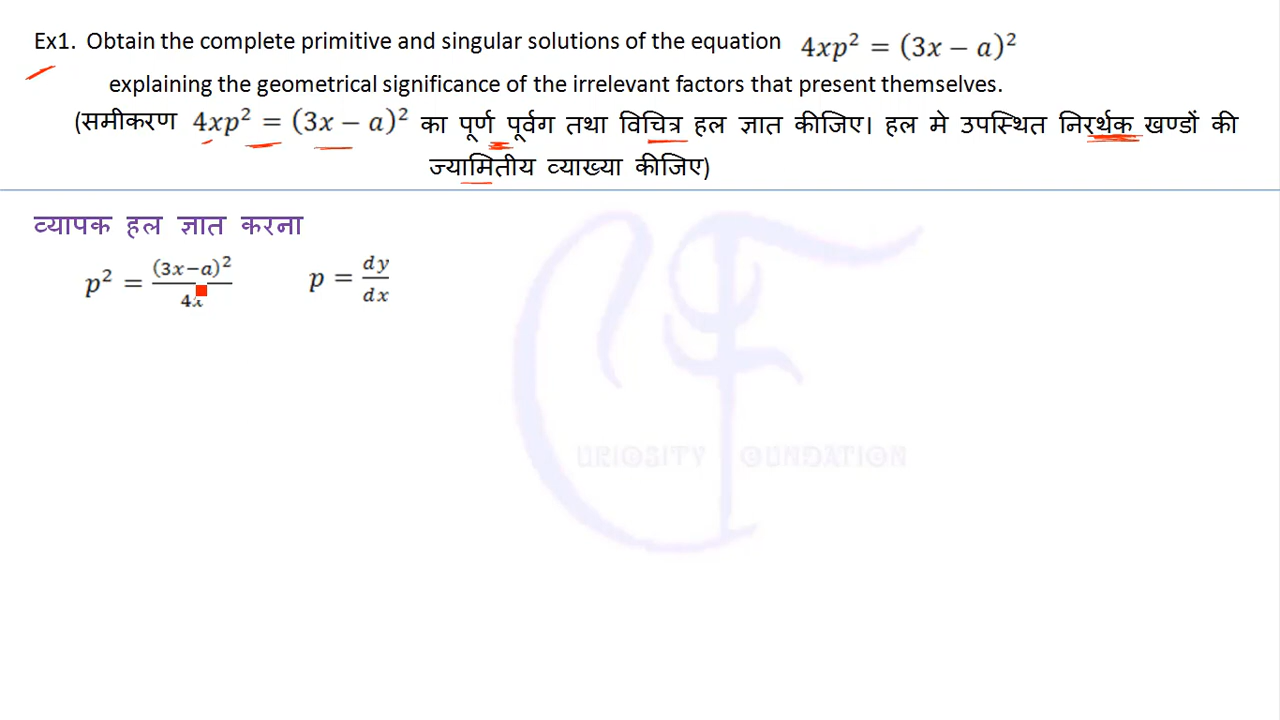 Ex1. Obtain the complete primitive and singular solutions of the equation 4xp² = (3x − a)²
explaining the geometrical significance of the irrelevant factors that present themselves.
(समीकरण 4xp² = (3x − a)² का पूर्ण पूर्वग तथा विचित्र हल ज्ञात कीजिए। हल मे उपस्थित निरर्थक खण्डों की
ज्यामितीय व्याख्या कीजिए)
व्यापक हल ज्ञात करना
p² = (3x−a)²/4x p = dy/dx
CURIOSITY FOUNDATION